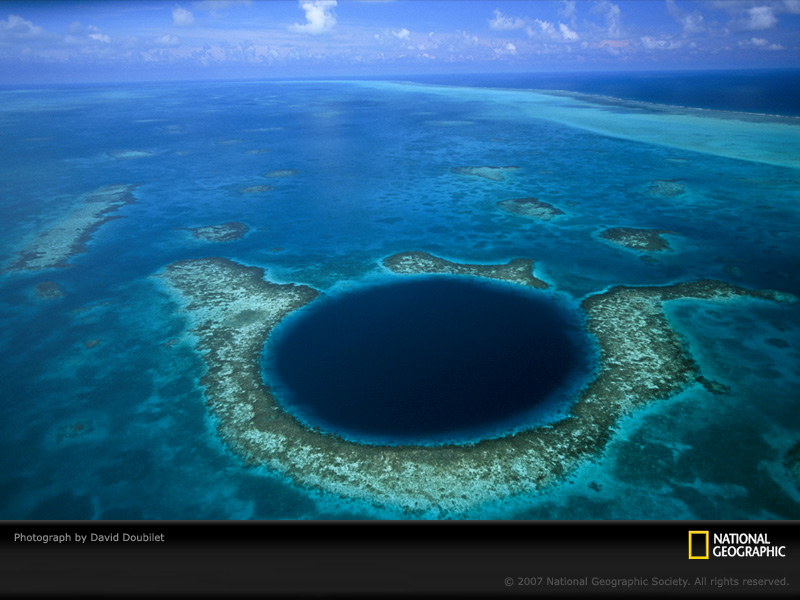 Photograph by David Doubilet
NATIONAL
GEOGRAPHIC
© 2007 National Geographic Society. All rights reserved.